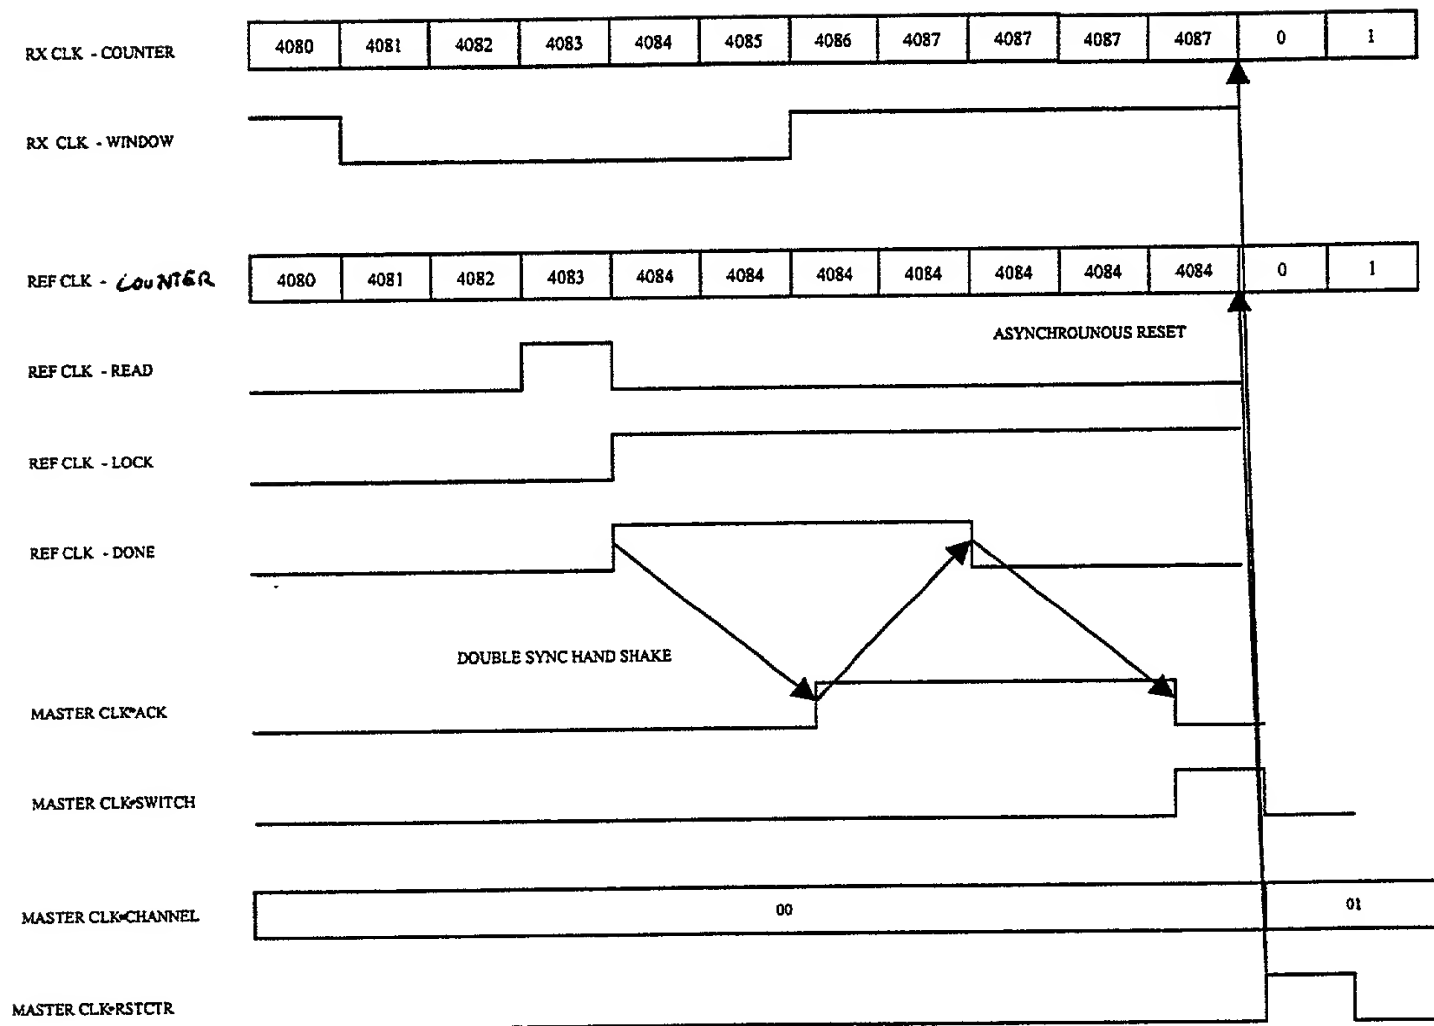 RX CLK - COUNTER 4080 4081 4082 4083 4084 4085 4086 4087 4087 4087 4087 0 1
RX CLK - WINDOW
REF CLK - COUNTER 4080 4081 4082 4083 4084 4084 4084 4084 4084 4084 4084 0 1
ASYNCHROUNOUS RESET
REF CLK - READ
REF CLK - LOCK
REF CLK - DONE
DOUBLE SYNC HAND SHAKE
MASTER CLK-ACK
MASTER CLK-SWITCH
MASTER CLK-CHANNEL 00 01
MASTER CLK-RSTCTR